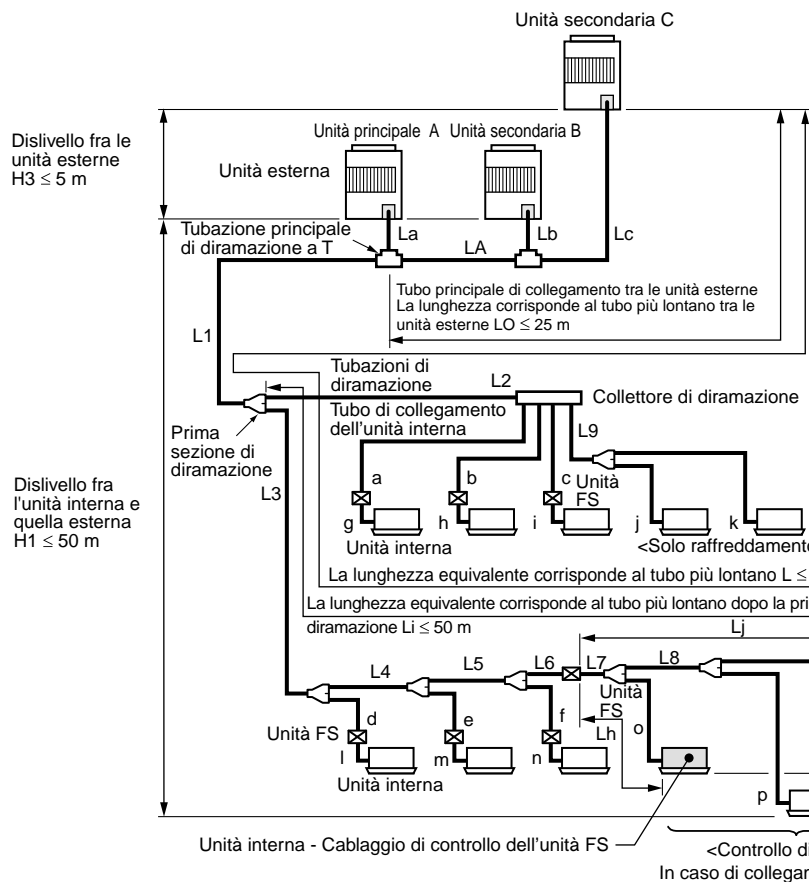 Unità secondaria C
Dislivello fra le
unità esterne
H3 ≤ 5 m
Unità principale A
Unità secondaria B
Unità esterna
Tubazione principale
di diramazione a T
La
LA
Lb
Lc
Tubo principale di collegamento tra le unità esterne
La lunghezza corrisponde al tubo più lontano tra le
unità esterne LO ≤ 25 m
L1
Tubazioni di
diramazione
L2
Collettore di diramazione
Tubo di collegamento
dell'unità interna
L9
Prima
sezione di
diramazione
L3
Dislivello fra
l'unità interna e
quella esterna
H1 ≤ 50 m
a
b
c
Unità
FS
g
h
i
j
k
Unità interna
<Solo raffreddamento
La lunghezza equivalente corrisponde al tubo più lontano L ≤
La lunghezza equivalente corrisponde al tubo più lontano dopo la pri
diramazione Li ≤ 50 m
Lj
L4
L5
L6
L7
L8
Unità
FS
d
e
f
Lh
o
Unità FS
l
m
n
Unità interna
p
Unità interna - Cablaggio di controllo dell'unità FS
<Controllo di
In caso di collegar